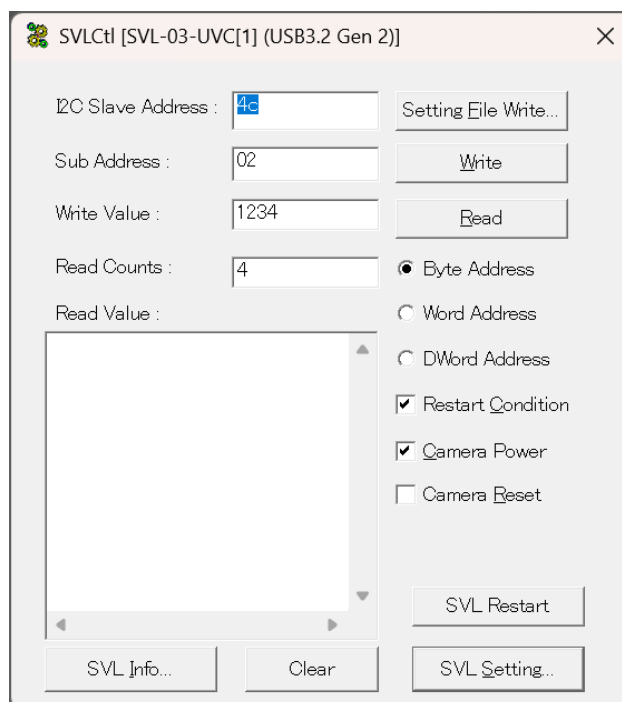 SVLCtl [SVL-03-UVC[1] (USB3.2 Gen 2)]
I2C Slave Address : 4c Setting File Write...
Sub Address : 02 Write
Write Value : 1234 Read
Read Counts : 4 Byte Address
Read Value : Word Address
DWord Address
Restart Condition
Camera Power
Camera Reset
SVL Restart
SVL Info... Clear SVL Setting...